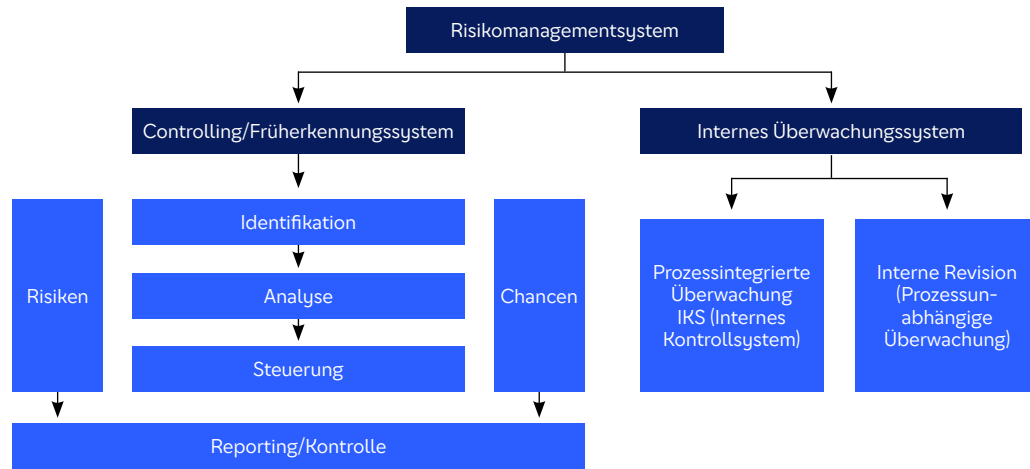 Risikomanagementsystem
Controlling/Früherkennungssystem
Internes Überwachungssystem
Risiken
Identifikation
Analyse
Steuerung
Chancen
Reporting/Kontrolle
Prozessintegrierte
Überwachung
IKS (Internes
Kontrollsystem)
Interne Revision
(Prozessun-
abhängige
Überwachung)